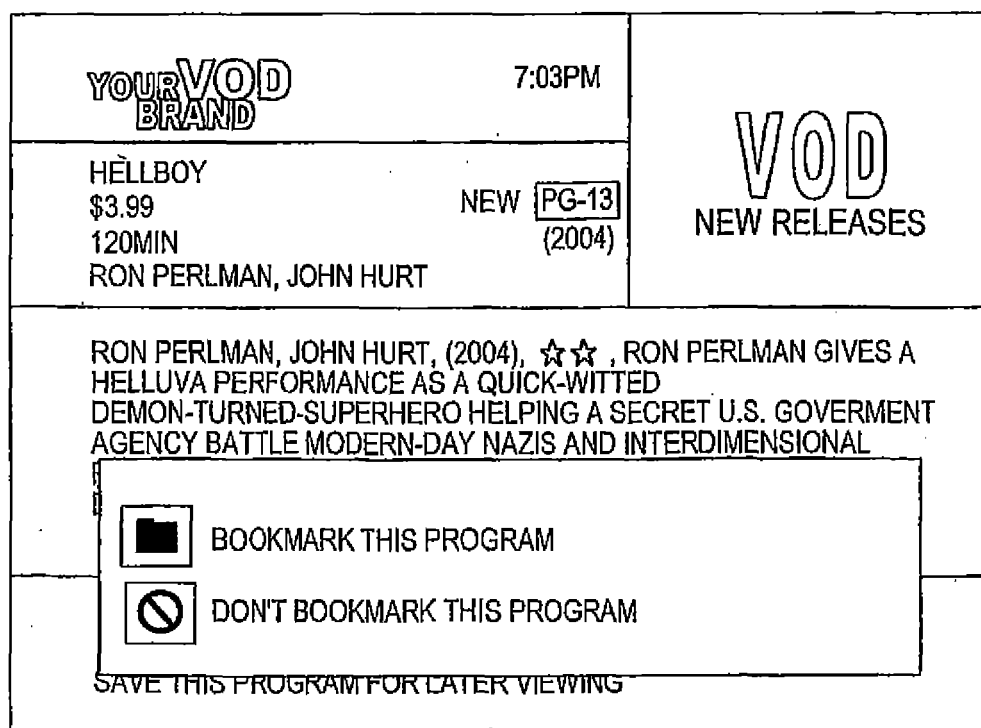 YOUR VOD
BRAND
7:03PM
HELLBOY
$3.99
NEW PG-13
120MIN
(2004)
RON PERLMAN, JOHN HURT
VOD
NEW RELEASES
RON PERLMAN, JOHN HURT, (2004), ☆☆, RON PERLMAN GIVES A
HELLUVA PERFORMANCE AS A QUICK-WITTED
DEMON-TURNED-SUPERHERO HELPING A SECRET U.S. GOVERMENT
AGENCY BATTLE MODERN-DAY NAZIS AND INTERDIMENSIONAL
BOOKMARK THIS PROGRAM
DON'T BOOKMARK THIS PROGRAM
SAVE THIS PROGRAM FOR LATER VIEWING